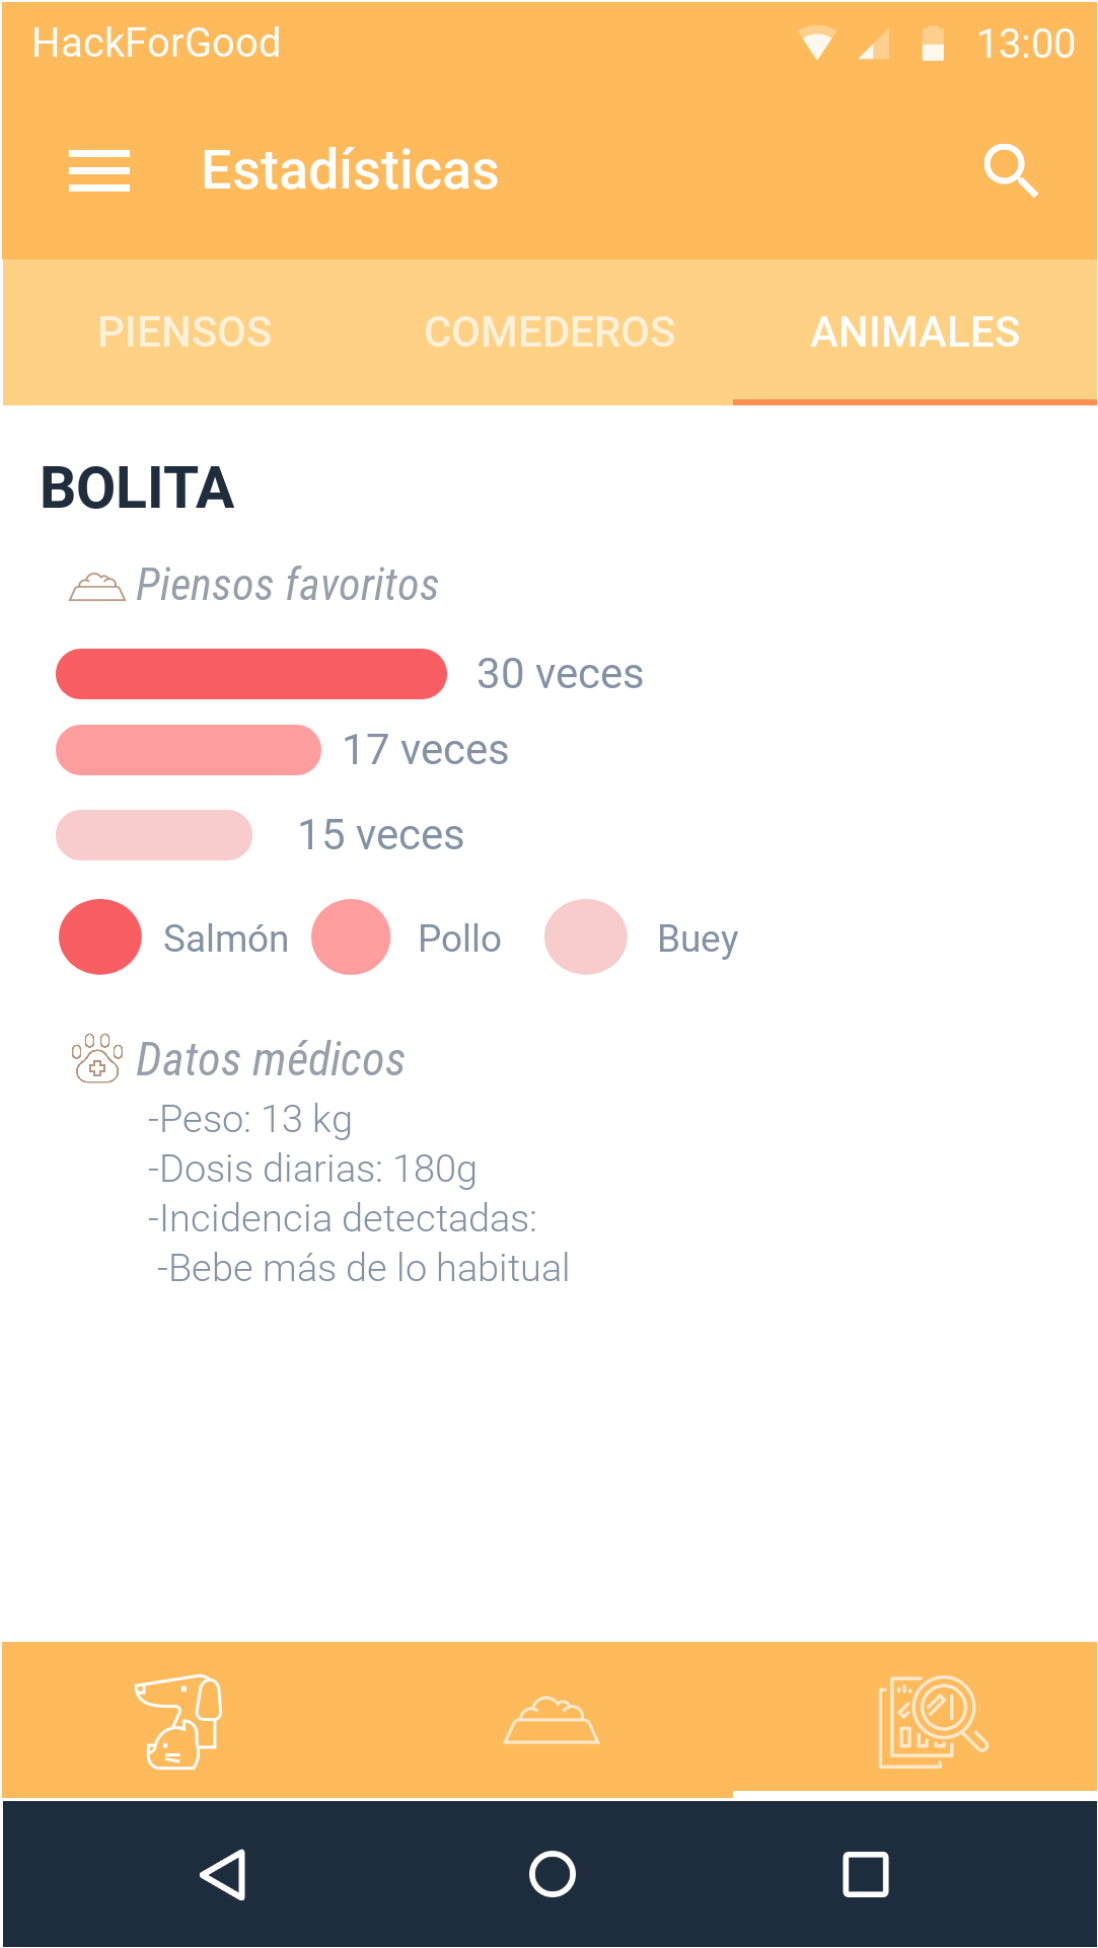 HackForGood 13:00
Estadísticas
PIENSOS COMEDEROS ANIMALES
BOLITA
Piensos favoritos
30 veces
17 veces
15 veces
Salmón Pollo Buey
Datos médicos
-Peso: 13 kg
-Dosis diarias: 180g
-Incidencia detectadas:
-Bebe más de lo habitual